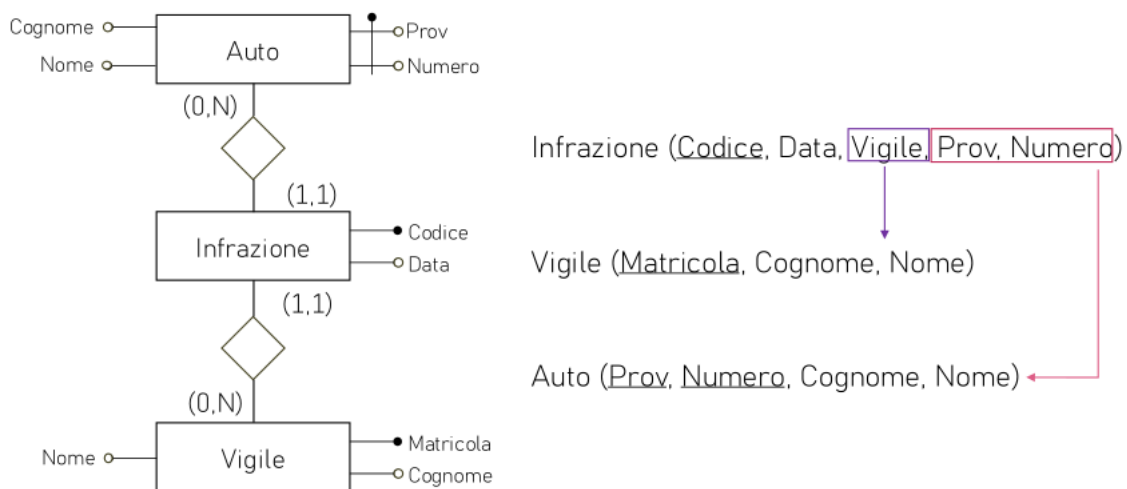 Cognome
Nome
Auto
Prov
Numero
(0,N)
(1,1)
Infrazione
Codice
Data
(1,1)
(0,N)
Nome
Vigile
Matricola
Cognome
Infrazione (Codice, Data, Vigile, Prov, Numero)
Vigile (Matricola, Cognome, Nome)
Auto (Prov, Numero, Cognome, Nome)